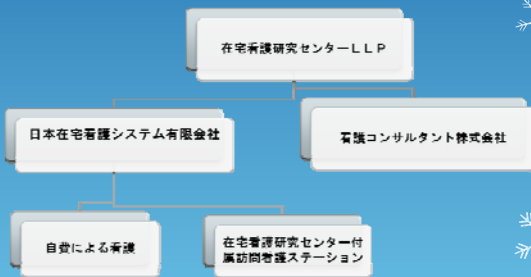 在宅看護研究センターＬＬＰ
日本在宅看護システム有限会社
看護コンサルタント株式会社
自費による看護
在宅看護研究センター付
属訪問看護ステーション